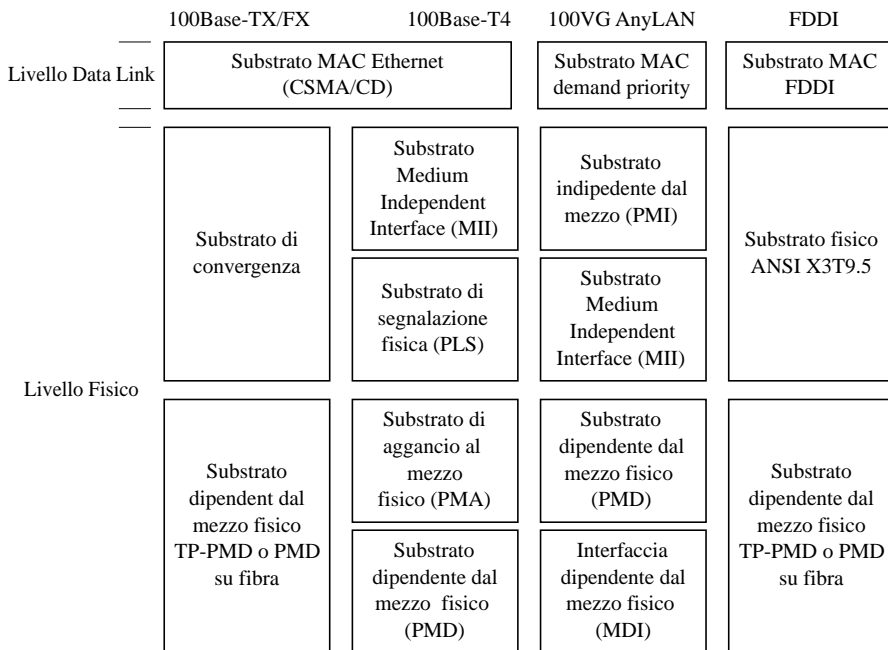 100Base-TX/FX
100Base-T4
100VG AnyLAN
FDDI
Livello Data Link
Substrato MAC Ethernet
(CSMA/CD)
Substrato MAC
demand priority
Substrato MAC
FDDI
Livello Fisico
Substrato di
convergenza
Substrato
Medium
Independent
Interface (MII)
Substrato
indipedente dal
mezzo (PMI)
Substrato fisico
ANSI X3T9.5
Substrato di
segnalazione
fisica (PLS)
Substrato
Medium
Independent
Interface (MII)
Substrato
dipendent dal
mezzo fisico
TP-PMD o PMD
su fibra
Substrato di
aggancio al
mezzo
fisico (PMA)
Substrato
dipendente dal
mezzo fisico
(PMD)
Substrato
dipendente dal
mezzo fisico
TP-PMD o PMD
su fibra
Substrato
dipendente dal
mezzo fisico
(PMD)
Interfaccia
dipendente dal
mezzo fisico
(MDI)